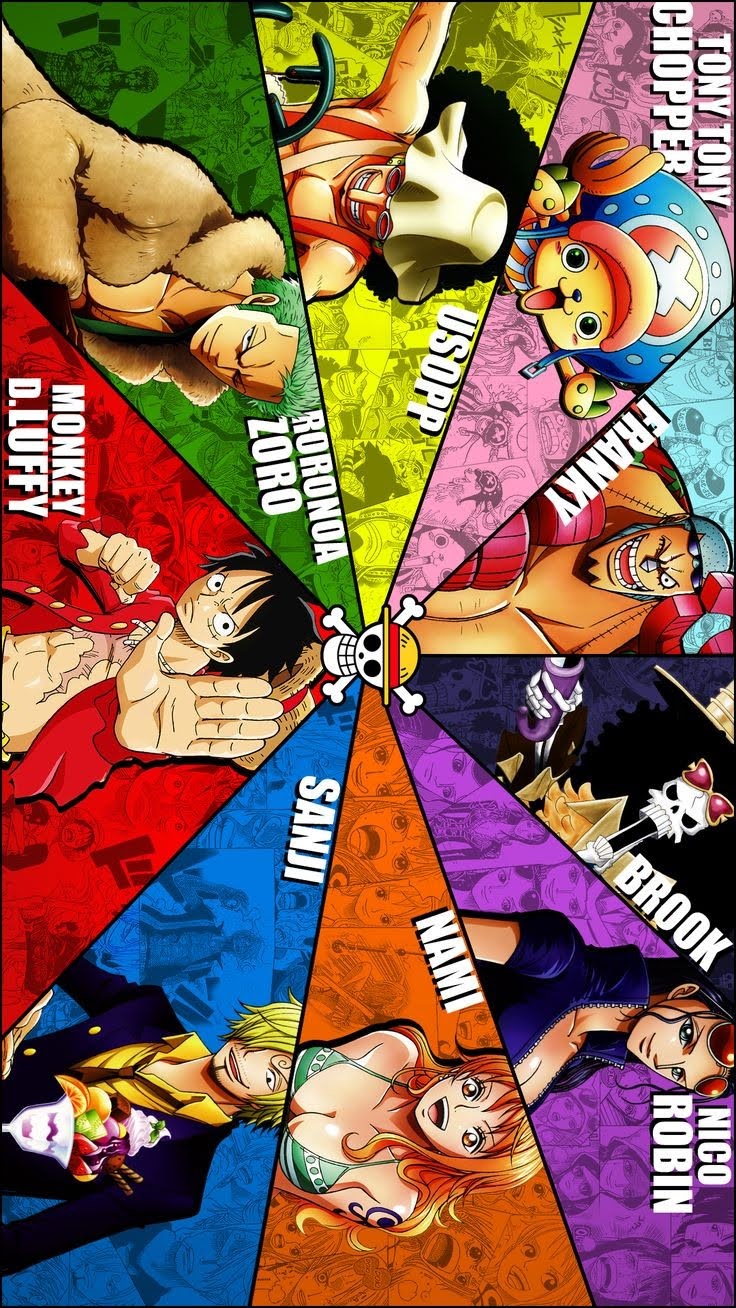 TONY TONY
CHOPPER
USOPP
FRANKY
RORONOA
ZORO
MONKEY
D. LUFFY
SANJI
NAMI
BROOK
NICO
ROBIN